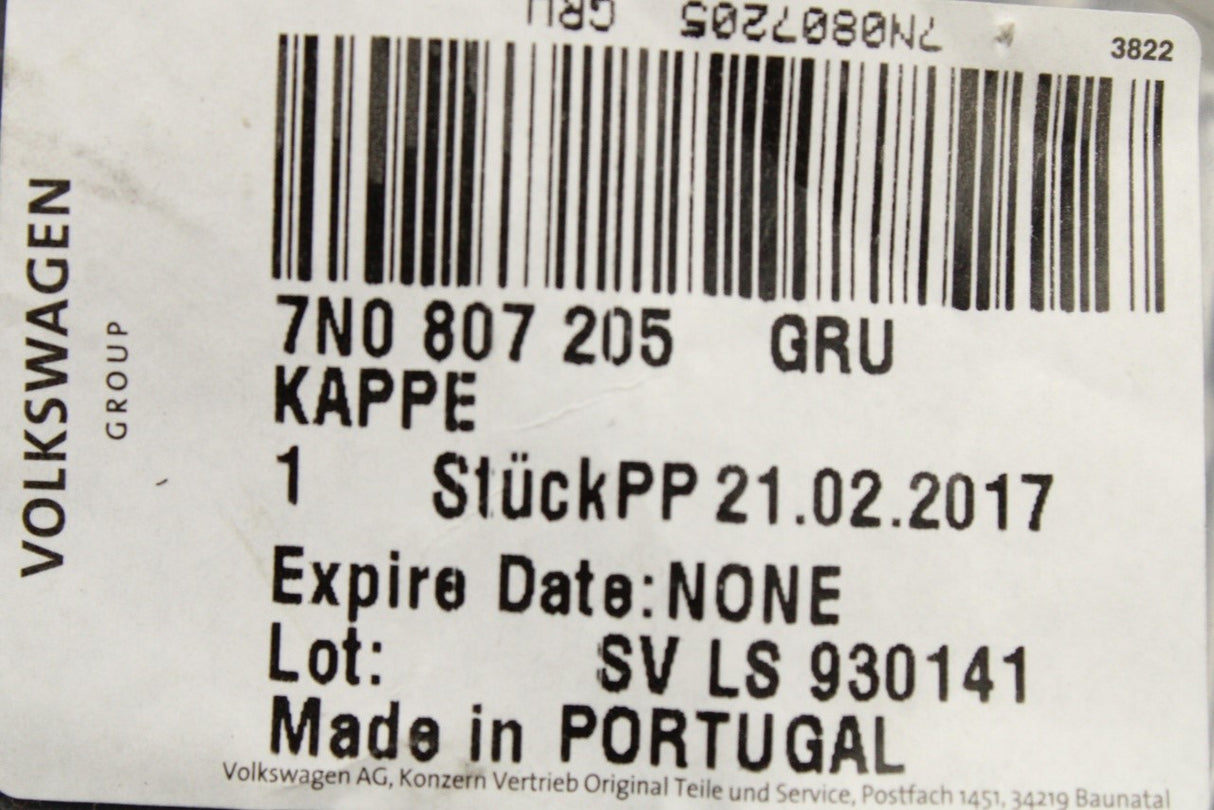 7N0807205 GRU
3822
VOLKSWAGEN
GROUP
7N0 807 205 GRU
KAPPE
1 StückPP 21.02.2017
Expire Date:NONE
Lot: SV LS 930141
Made in PORTUGAL
Volkswagen AG, Konzern Vertrieb Original Teile und Service, Postfach 1451, 34219 Baunatal